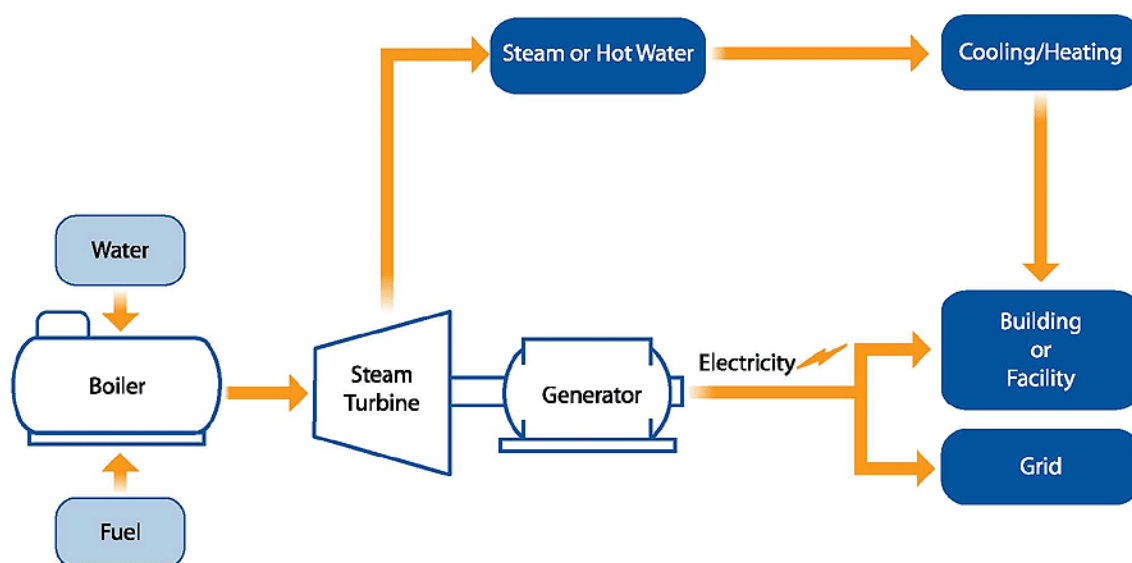 Steam or Hot Water
Cooling/Heating
Water
Boiler
Fuel
Steam
Turbine
Generator
Electricity
Building
or
Facility
Grid